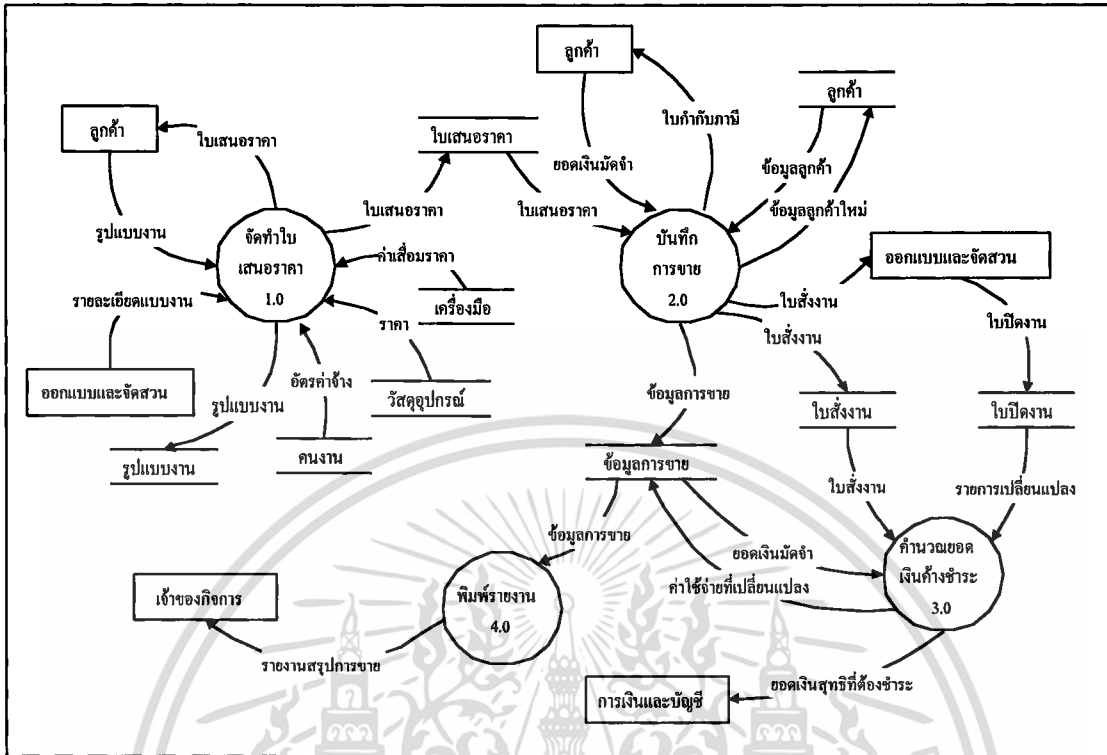 ลูกค้า
ลูกค้า
ลูกค้า
ใบเสนอราคา
ใบเสนอราคา
ใบกำกับภาษี
ยอดเงินมัดจำ
ข้อมูลลูกค้า
ใบเสนอราคา
ใบเสนอราคา
ข้อมูลลูกค้าใหม่
รูปแบบงาน
จัดทำใบ
เสนอราคา
1.0
ค่าเสื่อมราคา
บันทึก
การขาย
2.0
ออกแบบและจัดสวน
รายละเอียดแบบงาน
เครื่องมือ
ราคา
ใบสั่งงาน
ใบสั่งงาน
ใบปิดงาน
ออกแบบและจัดสวน
อัตราค่าจ้าง
วัสดุอุปกรณ์
ข้อมูลการขาย
รูปแบบงาน
ใบสั่งงาน
ใบปิดงาน
รูปแบบงาน
คนงาน
ข้อมูลการขาย
ใบสั่งงาน
รายการเปลี่ยนแปลง
ข้อมูลการขาย
ยอดเงินมัดจำ
คำนวณยอด
เงินค้างชำระ
3.0
ค่าใช้จ่ายที่เปลี่ยนแปลง
เจ้าของกิจการ
พิมพ์รายงาน
4.0
รายงานสรุปการขาย
ยอดเงินสุทธิที่ต้องชำระ
การเงินและบัญชี